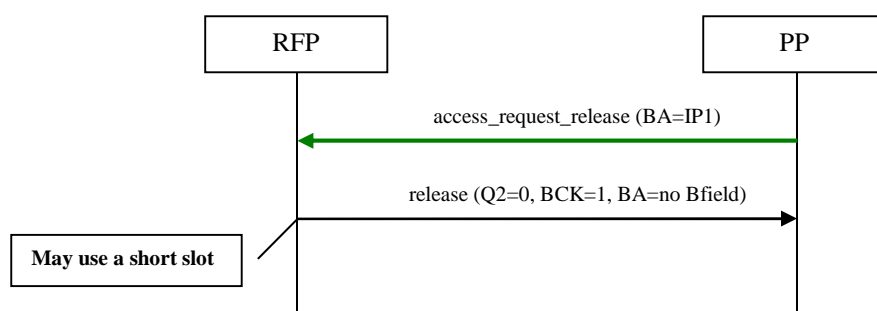 RFP
PP
access_request_release (BA=IP1)
release (Q2=0, BCK=1, BA=no Bfield)
May use a short slot